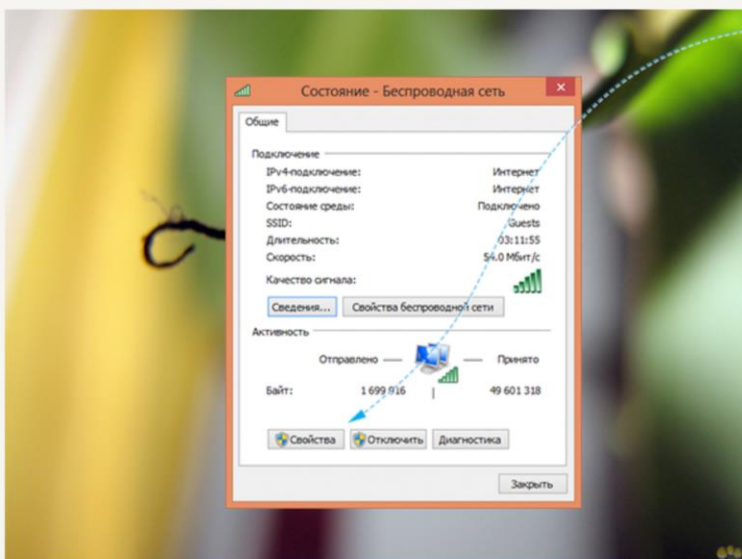 Состояние - Беспроводная сеть
Общие
Подключение
IPv4-подключение: Интернет
IPv6-подключение: Интернет
Состояние среды: Подключено
SSID: Guests
Длительность: 03:11:55
Скорость: 54.0 Мбит/с
Качество сигнала:
Сведения... Свойства беспроводной сети
Активность
Отправлено — — Принято
Байт: 1 699 916 | 49 601 318
Свойства Отключить Диагностика
Закрыть